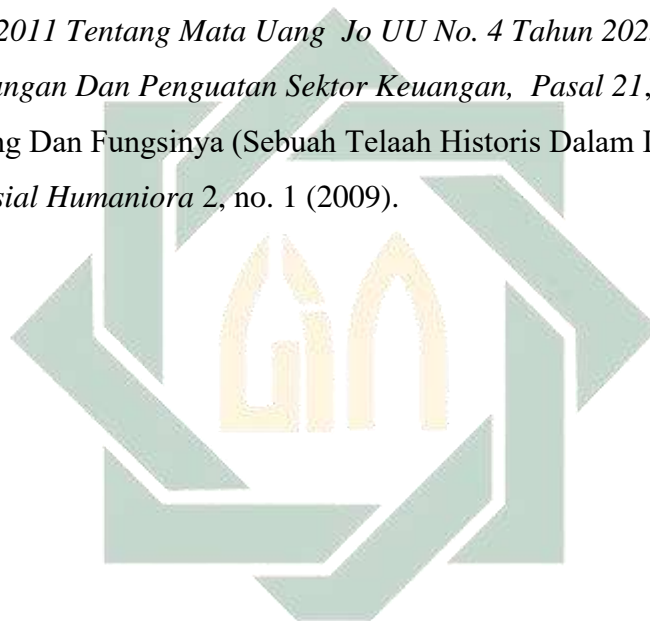 2011 Tentang Mata Uang Jo UU No. 4 Tahun 202
angan Dan Penguatan Sektor Keuangan, Pasal 21,
ng Dan Fungsinya (Sebuah Telaah Historis Dalam
sial Humaniora 2, no. 1 (2009).